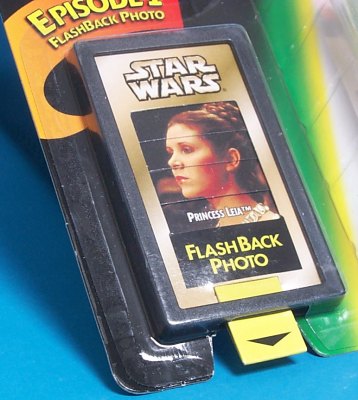 EPISODE I
FLASHBACK PHOTO
STAR
WARS
PRINCESS LEIA™
FLASHBACK
PHOTO